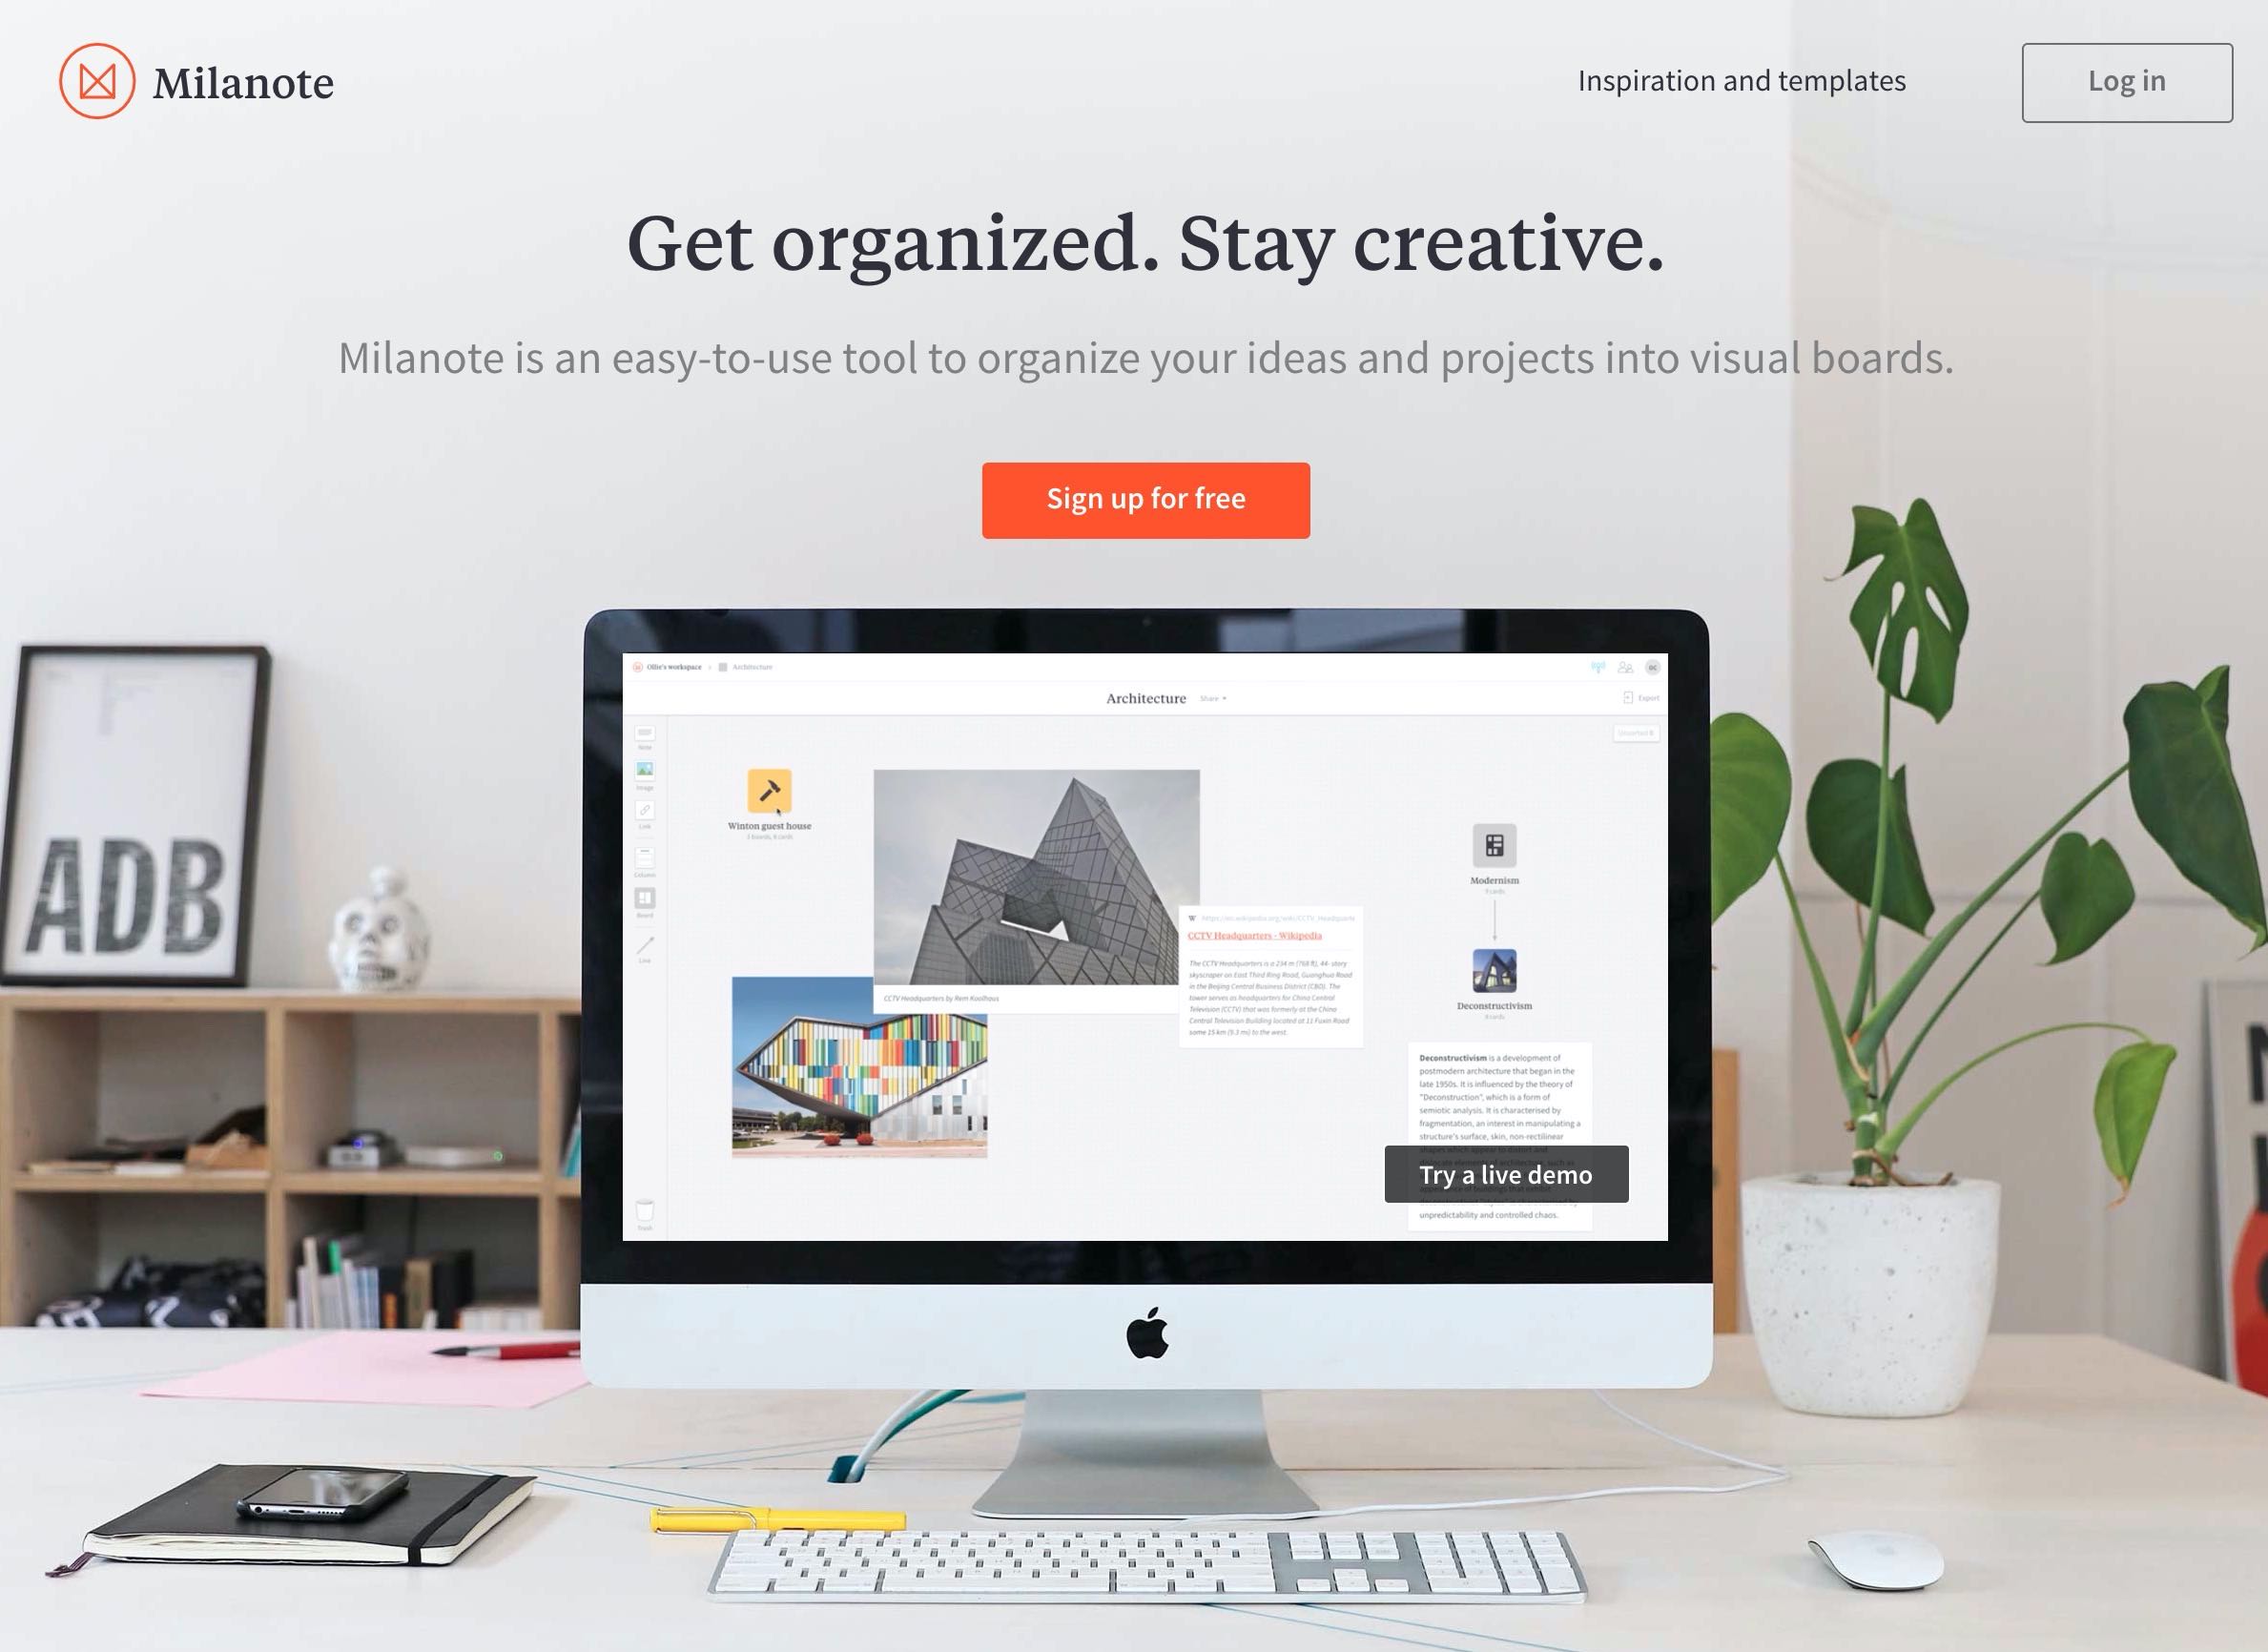 Milanote
Inspiration and templates
Log in
Get organized. Stay creative.
Milanote is an easy-to-use tool to organize your ideas and projects into visual boards.
Sign up for free
ADB
Ollie's workspace
Architecture
Architecture
Share
Export
Note
Image
Link
Column
Board
Line
Trash
Winton guest house
CCTV Headquarters by Rem Koolhaus
W
CCTV Headquarters - Wikipedia
The CCTV Headquarters is a 234 m (768 ft), 44- story
skyscraper on East Third Ring Road, Guanghua Road
in the Beijing Central Business District (CBD). The
tower serves as headquarters for China Central
Television (CCTV) that was formerly at the China
Central Television Building located at 11 Fuxin Road
some 15 km (9.3 mi) to the west.
Modernism
Deconstructivism
Deconstructivism is a development of
postmodern architecture that began in the
late 1950s. It is influenced by the theory of
"Deconstruction", which is a form of
semiotic analysis. It is characterised by
fragmentation, an interest in manipulating a
structure's surface, skin, non-rectilinear
Try a live demo
unpredictability and controlled chaos.